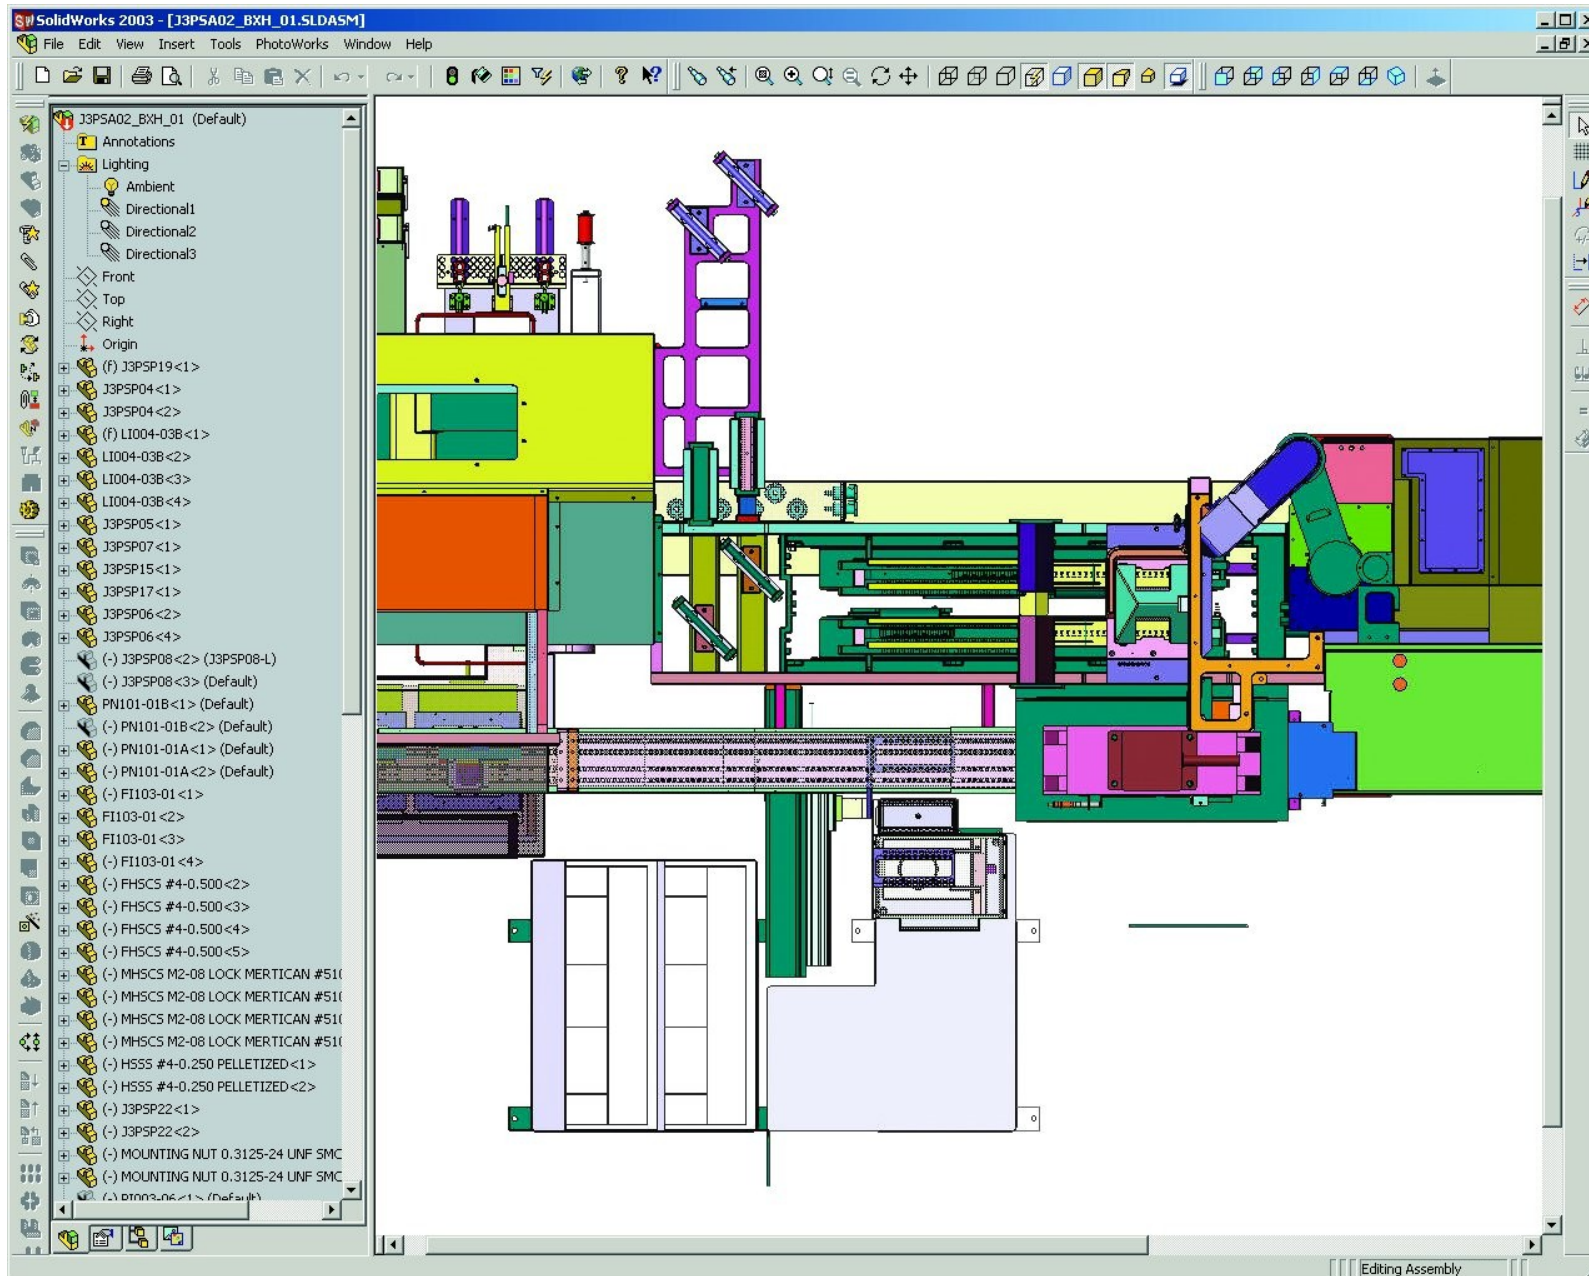 SolidWorks 2003 - [J3PSA02_BXH_01.SLDASM]
File Edit View Insert Tools PhotoWorks Window Help
J3PSA02_BXH_01 (Default)
Annotations
Lighting
Ambient
Directional1
Directional2
Directional3
Front
Top
Right
Origin
(f) J3PSP19<1>
J3PSP04<1>
J3PSP04<2>
(f) LI004-03B<1>
LI004-03B<2>
LI004-03B<3>
LI004-03B<4>
J3PSP05<1>
J3PSP07<1>
J3PSP15<1>
J3PSP17<1>
J3PSP06<2>
J3PSP06<4>
(-) J3PSP08<2> (J3PSP08-L)
(-) J3PSP08<3> (Default)
PN101-01B<1> (Default)
(-) PN101-01B<2> (Default)
(-) PN101-01A<1> (Default)
(-) PN101-01A<2> (Default)
(-) FI103-01<1>
FI103-01<2>
FI103-01<3>
(-) FI103-01<4>
(-) FHSCS #4-0.500<2>
(-) FHSCS #4-0.500<3>
(-) FHSCS #4-0.500<4>
(-) FHSCS #4-0.500<5>
(-) MHSCS M2-08 LOCK MERTICAN #510
(-) MHSCS M2-08 LOCK MERTICAN #510
(-) MHSCS M2-08 LOCK MERTICAN #510
(-) MHSCS M2-08 LOCK MERTICAN #510
(-) HSSS #4-0.250 PELLETIZED<1>
(-) HSSS #4-0.250 PELLETIZED<2>
(-) J3PSP22<1>
(-) J3PSP22<2>
(-) MOUNTING NUT 0.3125-24 UNF SMC
(-) MOUNTING NUT 0.3125-24 UNF SMC
(-) PI003-06<1> (Default)
Editing Assembly